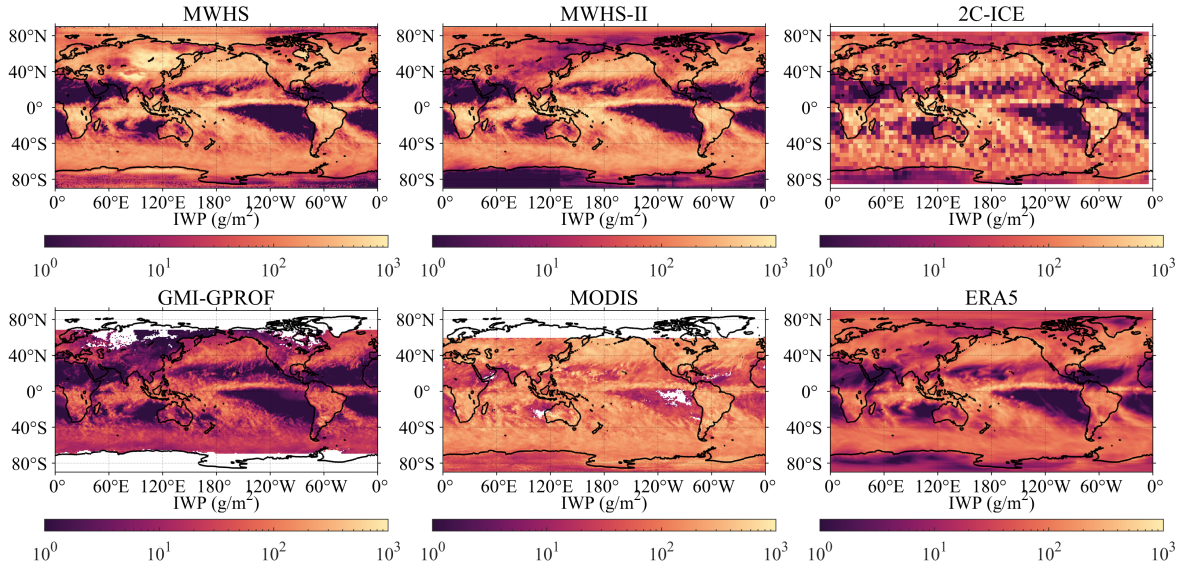 MWHS MWHS-II 2C-ICE
80°N 80°N 80°N
40°N 40°N 40°N
0° 0° 0°
40°S 40°S 40°S
80°S 80°S 80°S
0° 60°E 120°E 180° 120°W 60°W 0° 0° 60°E 120°E 180° 120°W 60°W 0° 0° 60°E 120°E 180° 120°W 60°W 0°
IWP (g/m²) IWP (g/m²) IWP (g/m²)
10⁰ 10¹ 10² 10³ 10⁰ 10¹ 10² 10³ 10⁰ 10¹ 10² 10³
GMI-GPROF MODIS ERA5
80°N 80°N 80°N
40°N 40°N 40°N
0° 0° 0°
40°S 40°S 40°S
80°S 80°S 80°S
0° 60°E 120°E 180° 120°W 60°W 0° 0° 60°E 120°E 180° 120°W 60°W 0° 0° 60°E 120°E 180° 120°W 60°W 0°
IWP (g/m²) IWP (g/m²) IWP (g/m²)
10⁰ 10¹ 10² 10³ 10⁰ 10¹ 10² 10³ 10⁰ 10¹ 10² 10³